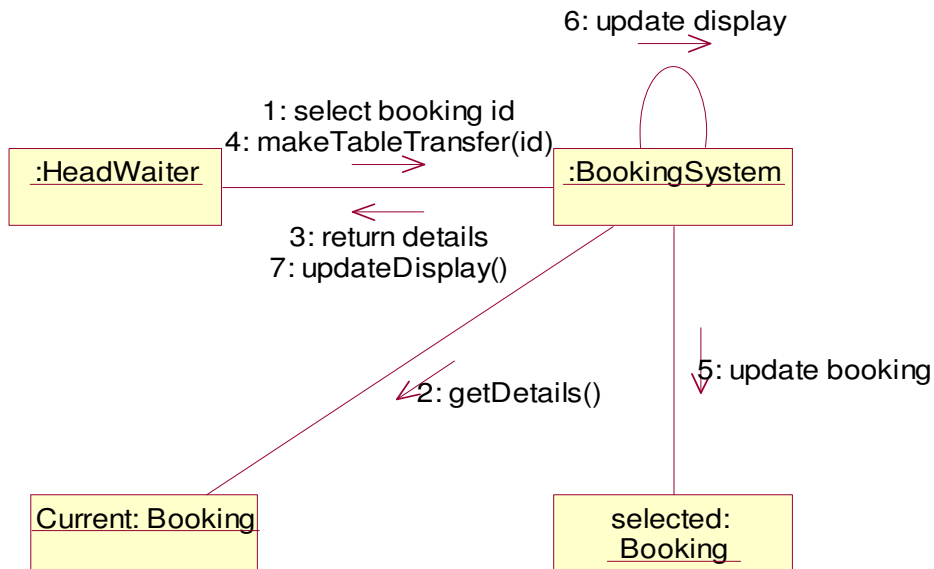 6: update display
1: select booking id
4: makeTableTransfer(id)
:HeadWaiter
:BookingSystem
3: return details
7: updateDisplay()
5: update booking
2: getDetails()
Current: Booking
selected:
Booking